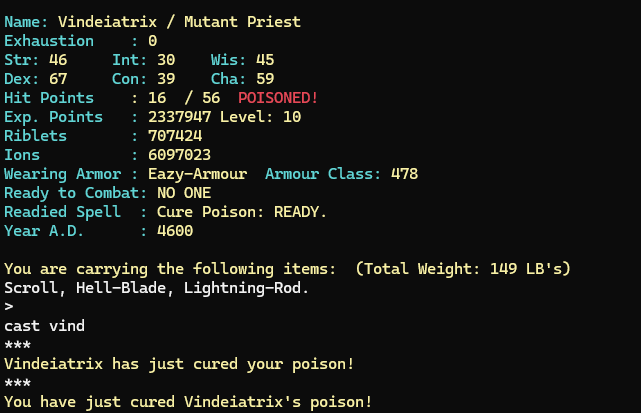 Name: Vindeiatrix / Mutant Priest
Exhaustion    : 0
Str: 46     Int: 30    Wis: 45
Dex: 67     Con: 39    Cha: 59
Hit Points    : 16  / 56  POISONED!
Exp. Points   : 2337947 Level: 10
Riblets       : 707424
Ions          : 6097023
Wearing Armor : Eazy-Armour  Armour Class: 478
Ready to Combat: NO ONE
Readied Spell  : Cure Poison: READY.
Year A.D.      : 4600
You are carrying the following items:  (Total Weight: 149 LB's)
Scroll, Hell-Blade, Lightning-Rod.
>
cast vind
***
Vindeiatrix has just cured your poison!
***
You have just cured Vindeiatrix's poison!